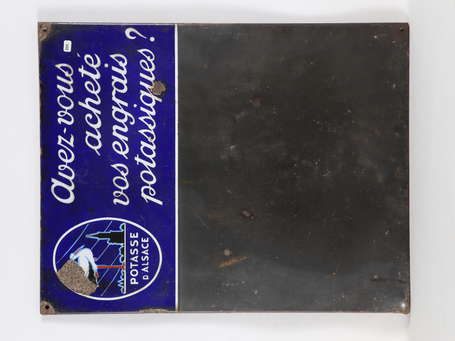 Avez-vous
acheté
vos engrais
potassiques ?
POTASSE
D'ALSACE